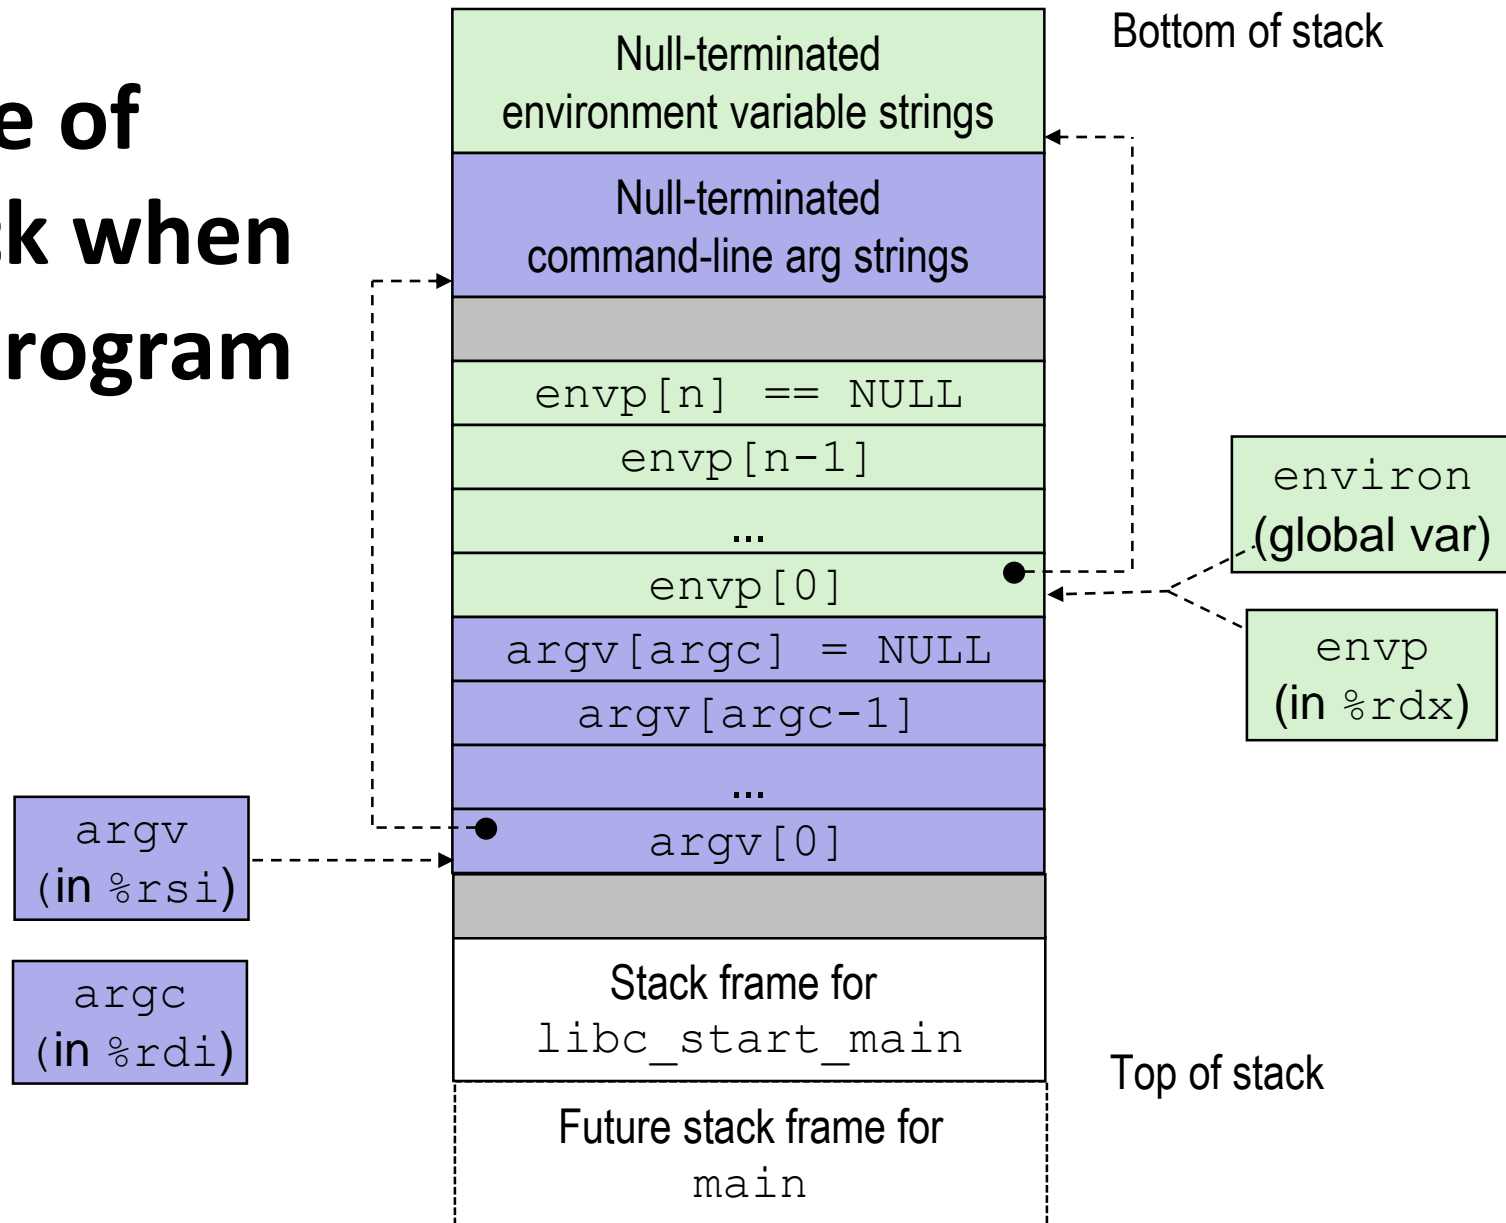 of
when
Bottom of stack
Null-terminated
environment variable strings
Null-terminated
command-line arg strings
envp[n] == NULL
envp[n-1]
...
envp[0]
argv[argc] = NULL
argv[argc-1]
...
argv[0]
environ
(global var)
envp
(in %rdx)
argv
(in %rsi)
argc
(in %rdi)
Stack frame for
libc_start_main
Top of stack
Future stack frame for
main